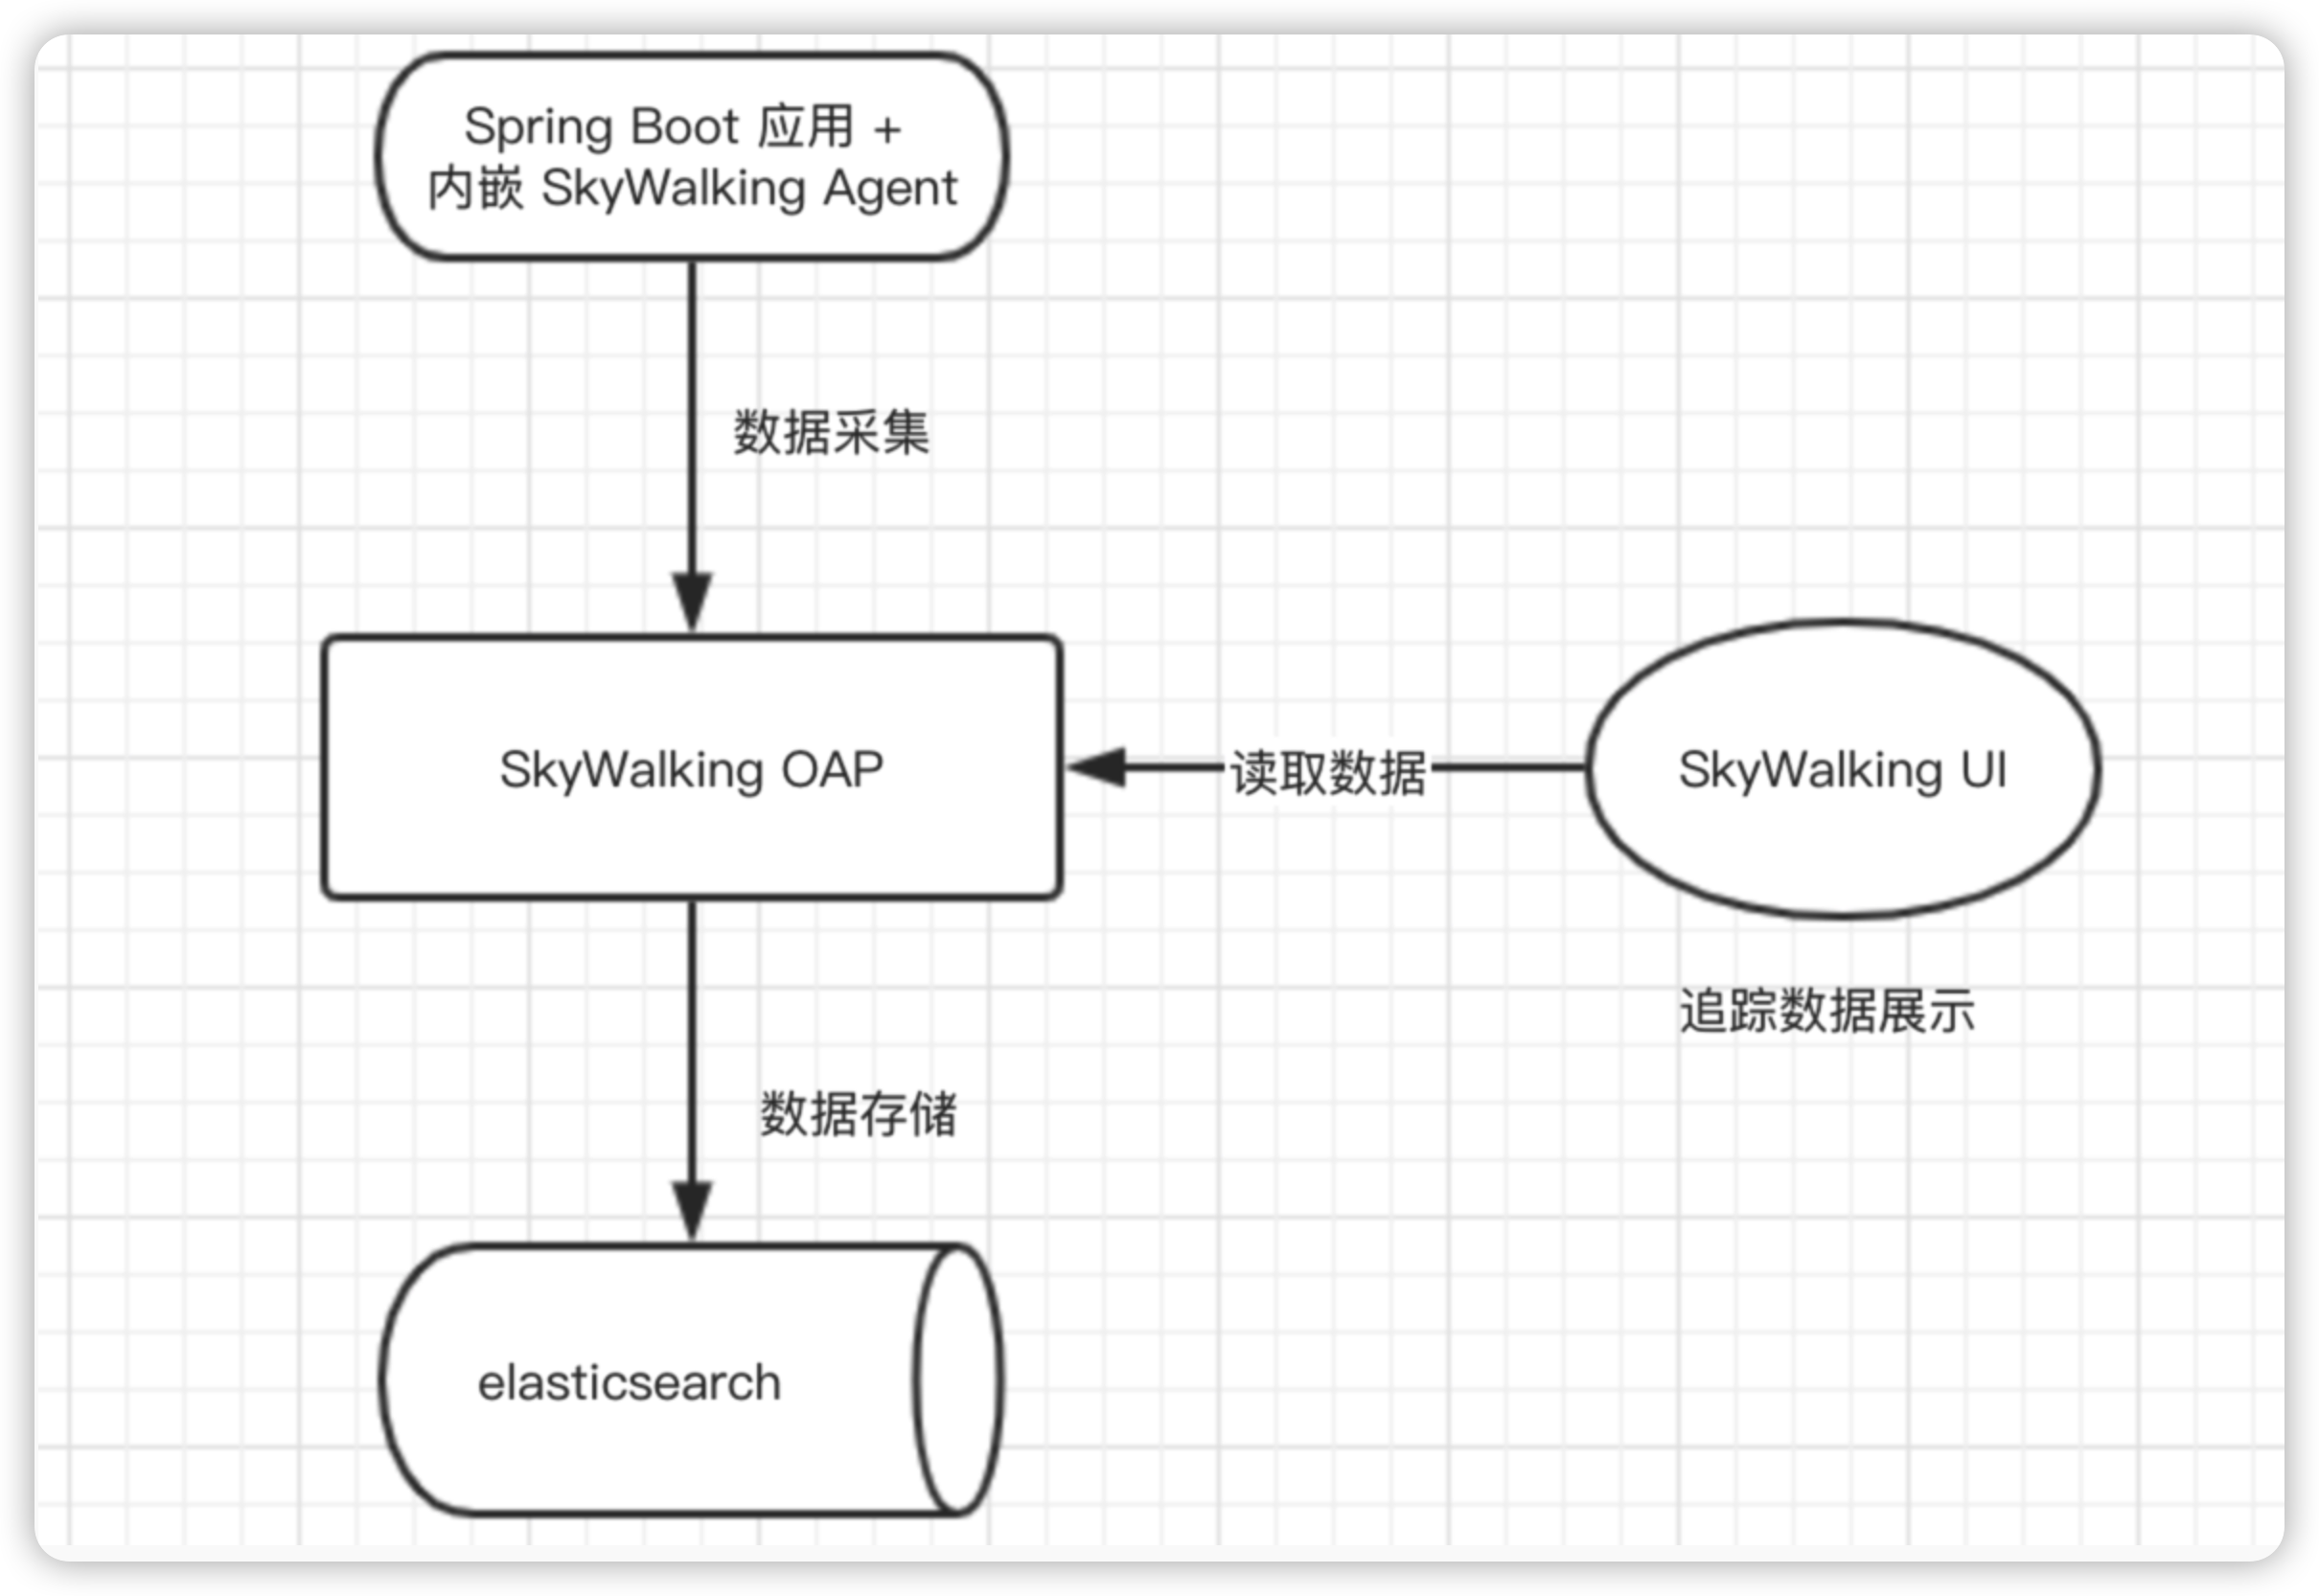 Spring Boot 应用 +
内嵌 SkyWalking Agent
数据采集
SkyWalking OAP
读取数据
SkyWalking UI
追踪数据展示
数据存储
elasticsearch